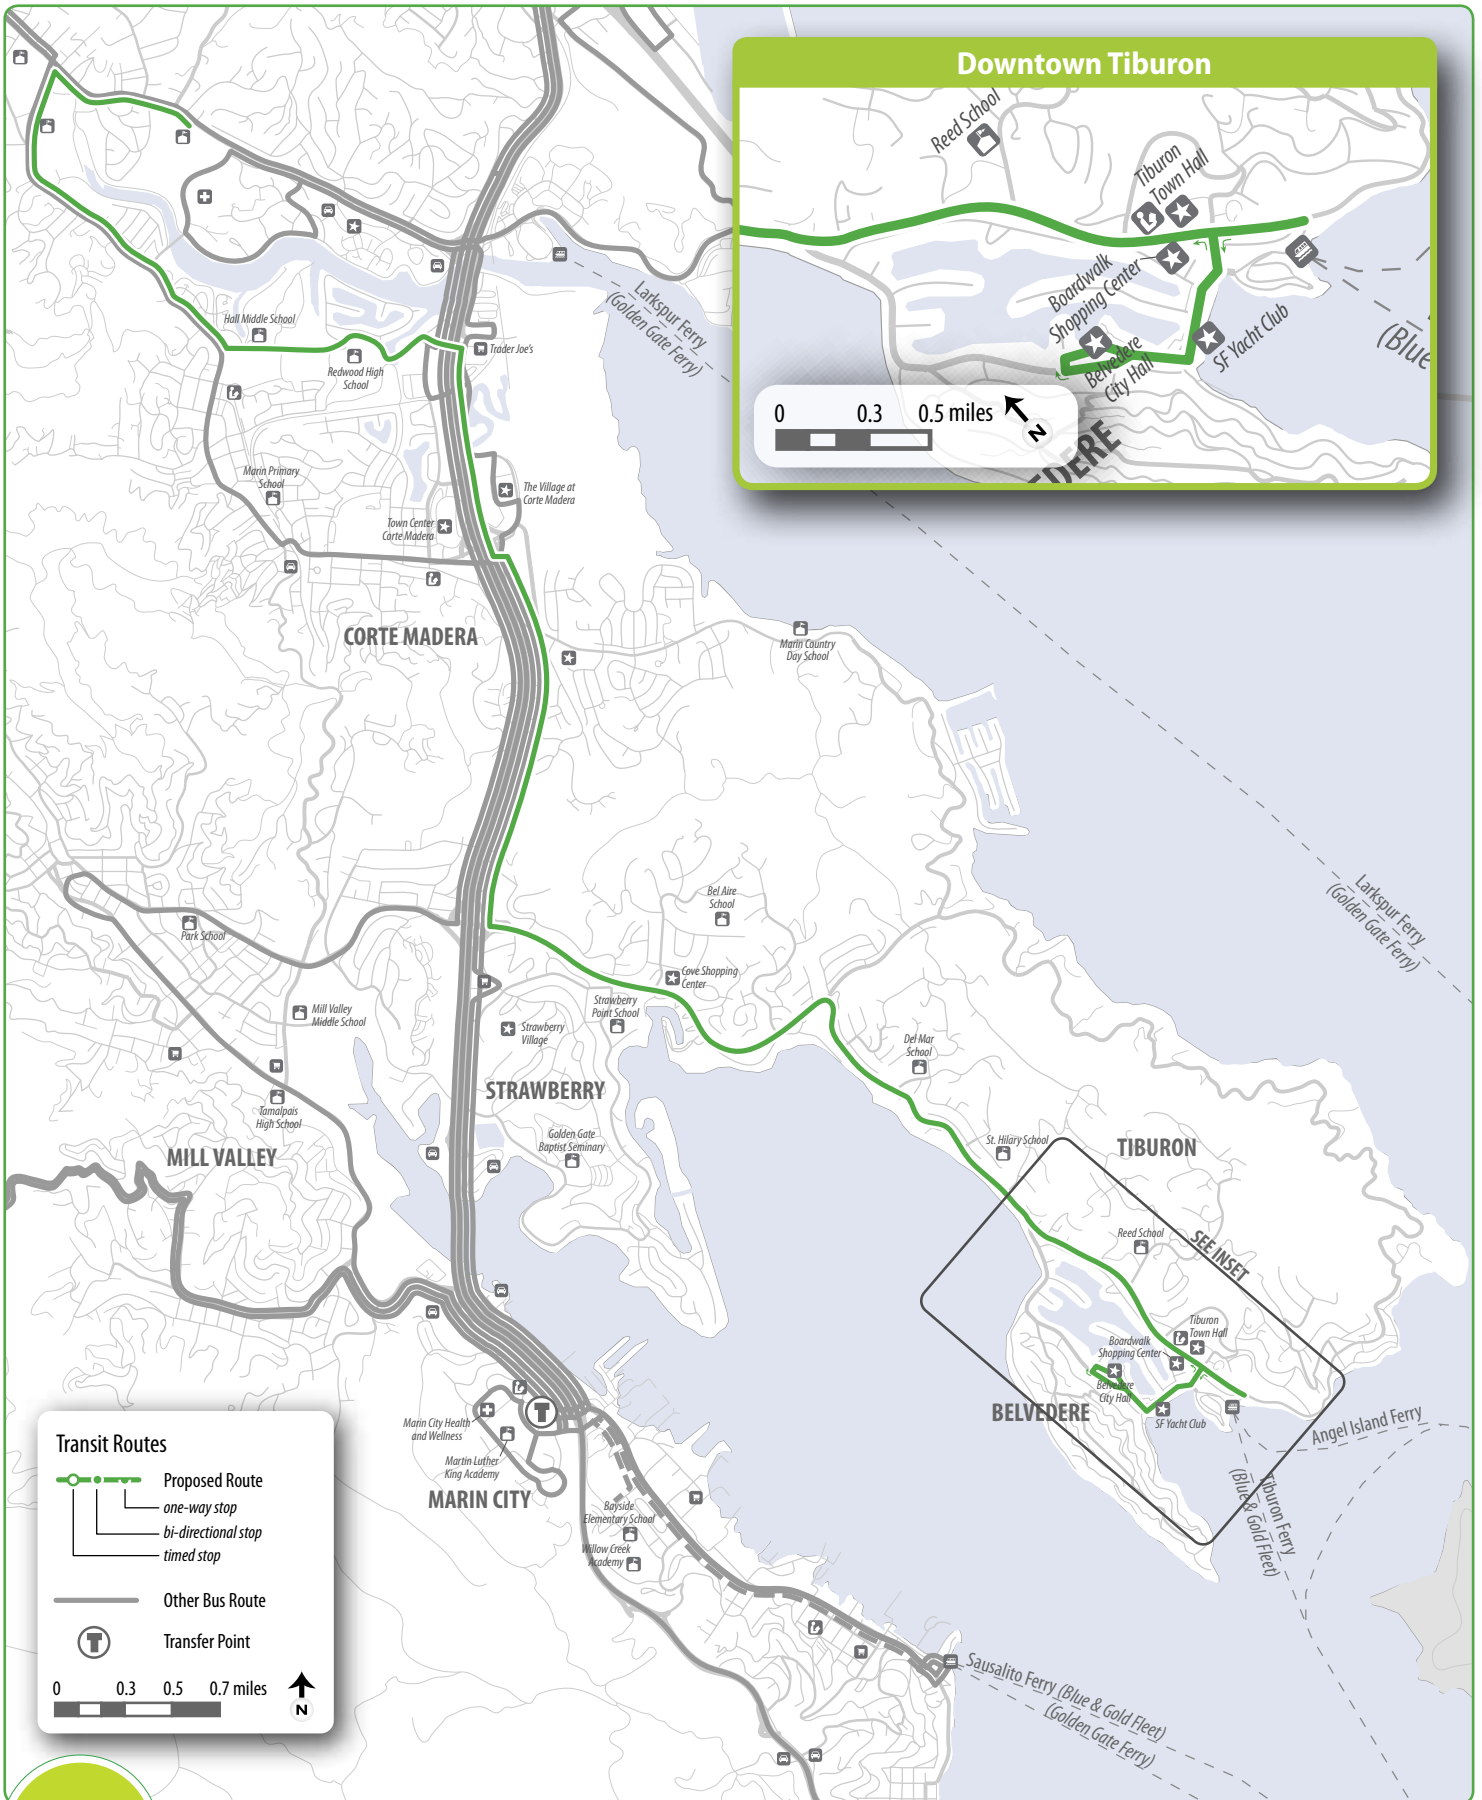 Downtown Tiburon
Reed School
Tiburon
Town Hall
Boardwalk
Shopping Center
Belvedere
City Hall
SF Yacht Club
(Blue
0 0.3 0.5 miles
N
EDERE
Larkspur Ferry
(Golden Gate Ferry)
Hall Middle School
Redwood High
School
Trader Joe's
Marin Primary
School
The Village at
Corte Madera
Town Center
Corte Madera
CORTE MADERA
Marin Country
Day School
Larkspur Ferry
(Golden Gate Ferry)
Bel Aire
School
Park School
Cove Shopping
Center
Mill Valley
Middle School
Strawberry
Point School
Strawberry
Village
Del Mar
School
STRAWBERRY
Tamalpais
High School
Golden Gate
Baptist Seminary
St. Hilary School
TIBURON
MILL VALLEY
Reed School
SEE INSET
Tiburon
Town Hall
Boardwalk
Shopping Center
Belvedere
City Hall
BELVEDERE
SF Yacht Club
Angel Island Ferry
Tiburon Ferry
(Blue & Gold Fleet)
Marin City Health
and Wellness
T
Martin Luther
King Academy
MARIN CITY
Bayside
Elementary School
Willow Creek
Academy
Sausalito Ferry (Blue & Gold Fleet)
(Golden Gate Ferry)
Transit Routes
Proposed Route
one-way stop
bi-directional stop
timed stop
Other Bus Route
T Transfer Point
0 0.3 0.5 0.7 miles
N